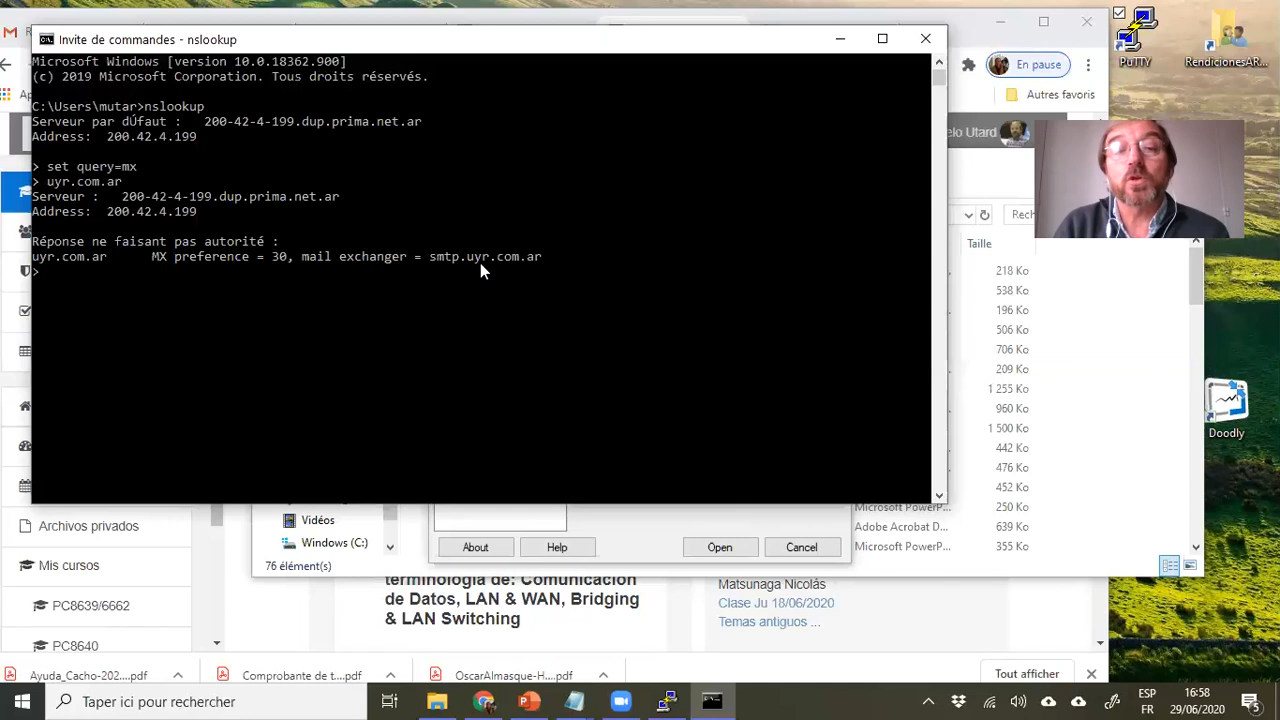 Invite de commandes - nslookup
Microsoft Windows [version 10.0.18362.900]
(c) 2019 Microsoft Corporation. Tous droits réservés.
C:\Users\mutar>nslookup
Serveur par dÚfaut :   200-42-4-199.dup.prima.net.ar
Address:  200.42.4.199
> set query=mx
> uyr.com.ar
Serveur :   200-42-4-199.dup.prima.net.ar
Address:  200.42.4.199
Réponse ne faisant pas autorité :
uyr.com.ar      MX preference = 30, mail exchanger = smtp.uyr.com.ar
>
En pause
Autres favoris
elo Utard
Rech
Taille
218 Ko
538 Ko
196 Ko
506 Ko
706 Ko
209 Ko
1 255 Ko
388 Ko
960 Ko
1 500 Ko
442 Ko
476 Ko
452 Ko
Microsoft PowerP... 250 Ko
Adobe Acrobat D... 639 Ko
Microsoft PowerP... 355 Ko
PuTTY
RendicionesAR...
Doodly
Vidéos
Windows (C:)
76 élément(s)
About
Help
Open
Cancel
Archivos privados
Mis cursos
PC8639/6662
PC8640
terminología de: Comunicación
de Datos, LAN & WAN, Bridging
& LAN Switching
Matsunaga Nicolás
Clase Ju 18/06/2020
Temas antiguos ...
Ayuda_Cacho-202....pdf
Comprobante de t....pdf
OscarAlmasque-H....pdf
Tout afficher
Taper ici pour rechercher
ESP
FR
16:58
29/06/2020
5